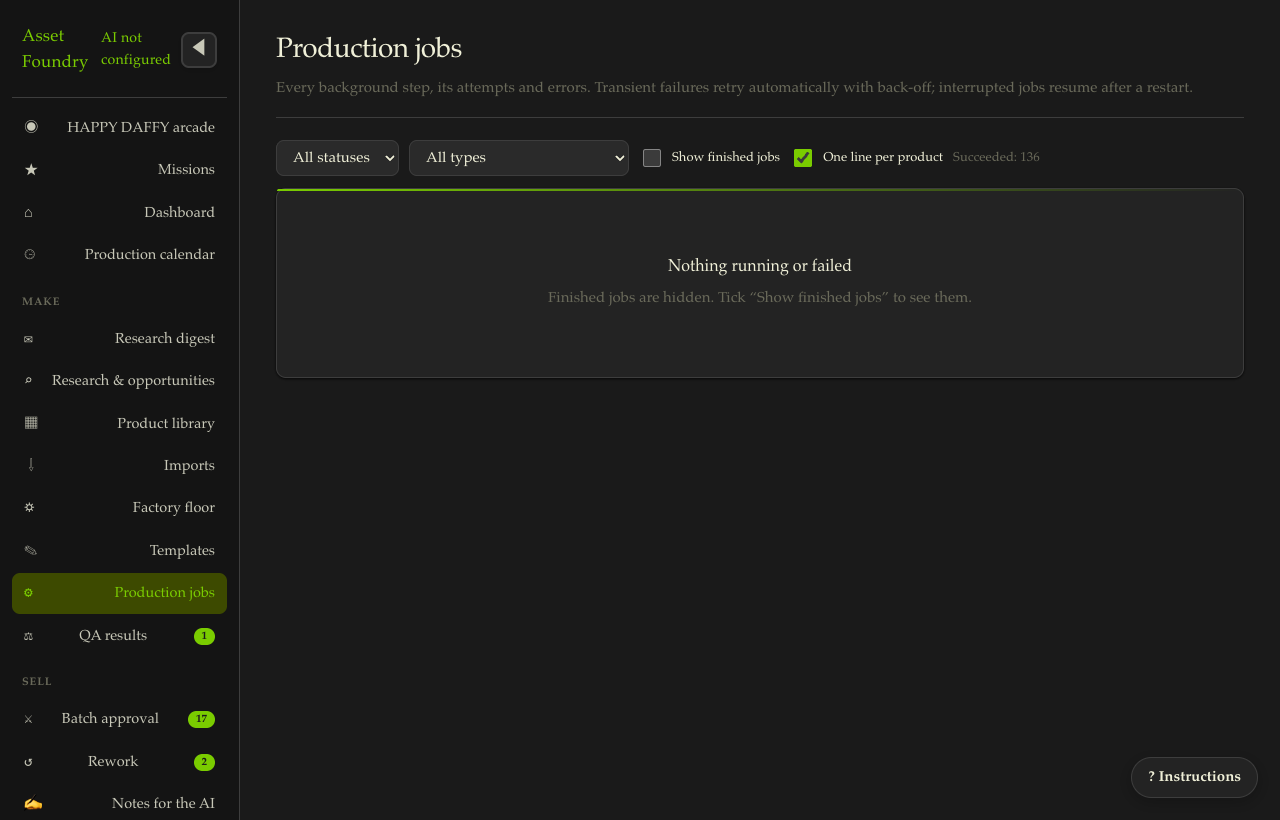 Asset Foundry
AI not configured
HAPPY DAFFY arcade
Missions
Dashboard
Production calendar
MAKE
Research digest
Research & opportunities
Product library
Imports
Factory floor
Templates
Production jobs
QA results 1
SELL
Batch approval 17
Rework 2
Notes for the AI
Production jobs
Every background step, its attempts and errors. Transient failures retry automatically with back-off; interrupted jobs resume after a restart.
All statuses All types Show finished jobs One line per product Succeeded: 136
Nothing running or failed
Finished jobs are hidden. Tick “Show finished jobs” to see them.
? Instructions